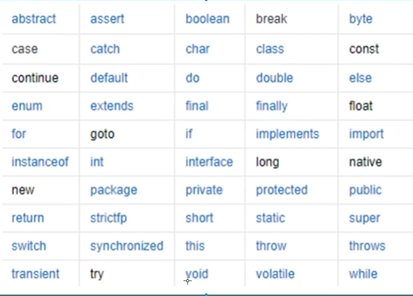 abstract assert boolean break byte
case catch char class const
continue default do double else
enum extends final finally float
for goto if implements import
instanceof int interface long native
new package private protected public
return strictfp short static super
switch synchronized this throw throws
transient try void volatile while